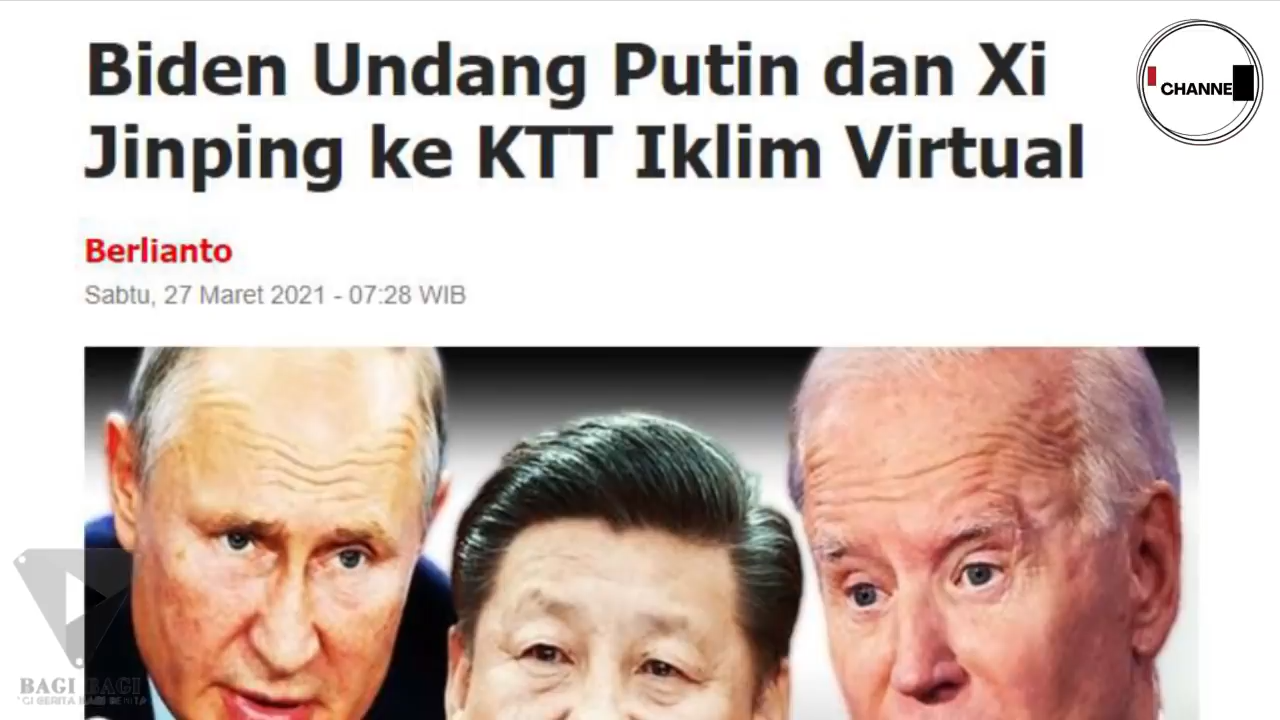 Biden Undang Putin dan Xi
Jinping ke KTT Iklim Virtual
CHANNE
Berlianto
Sabtu, 27 Maret 2021 - 07:28 WIB
BAGI BAGI